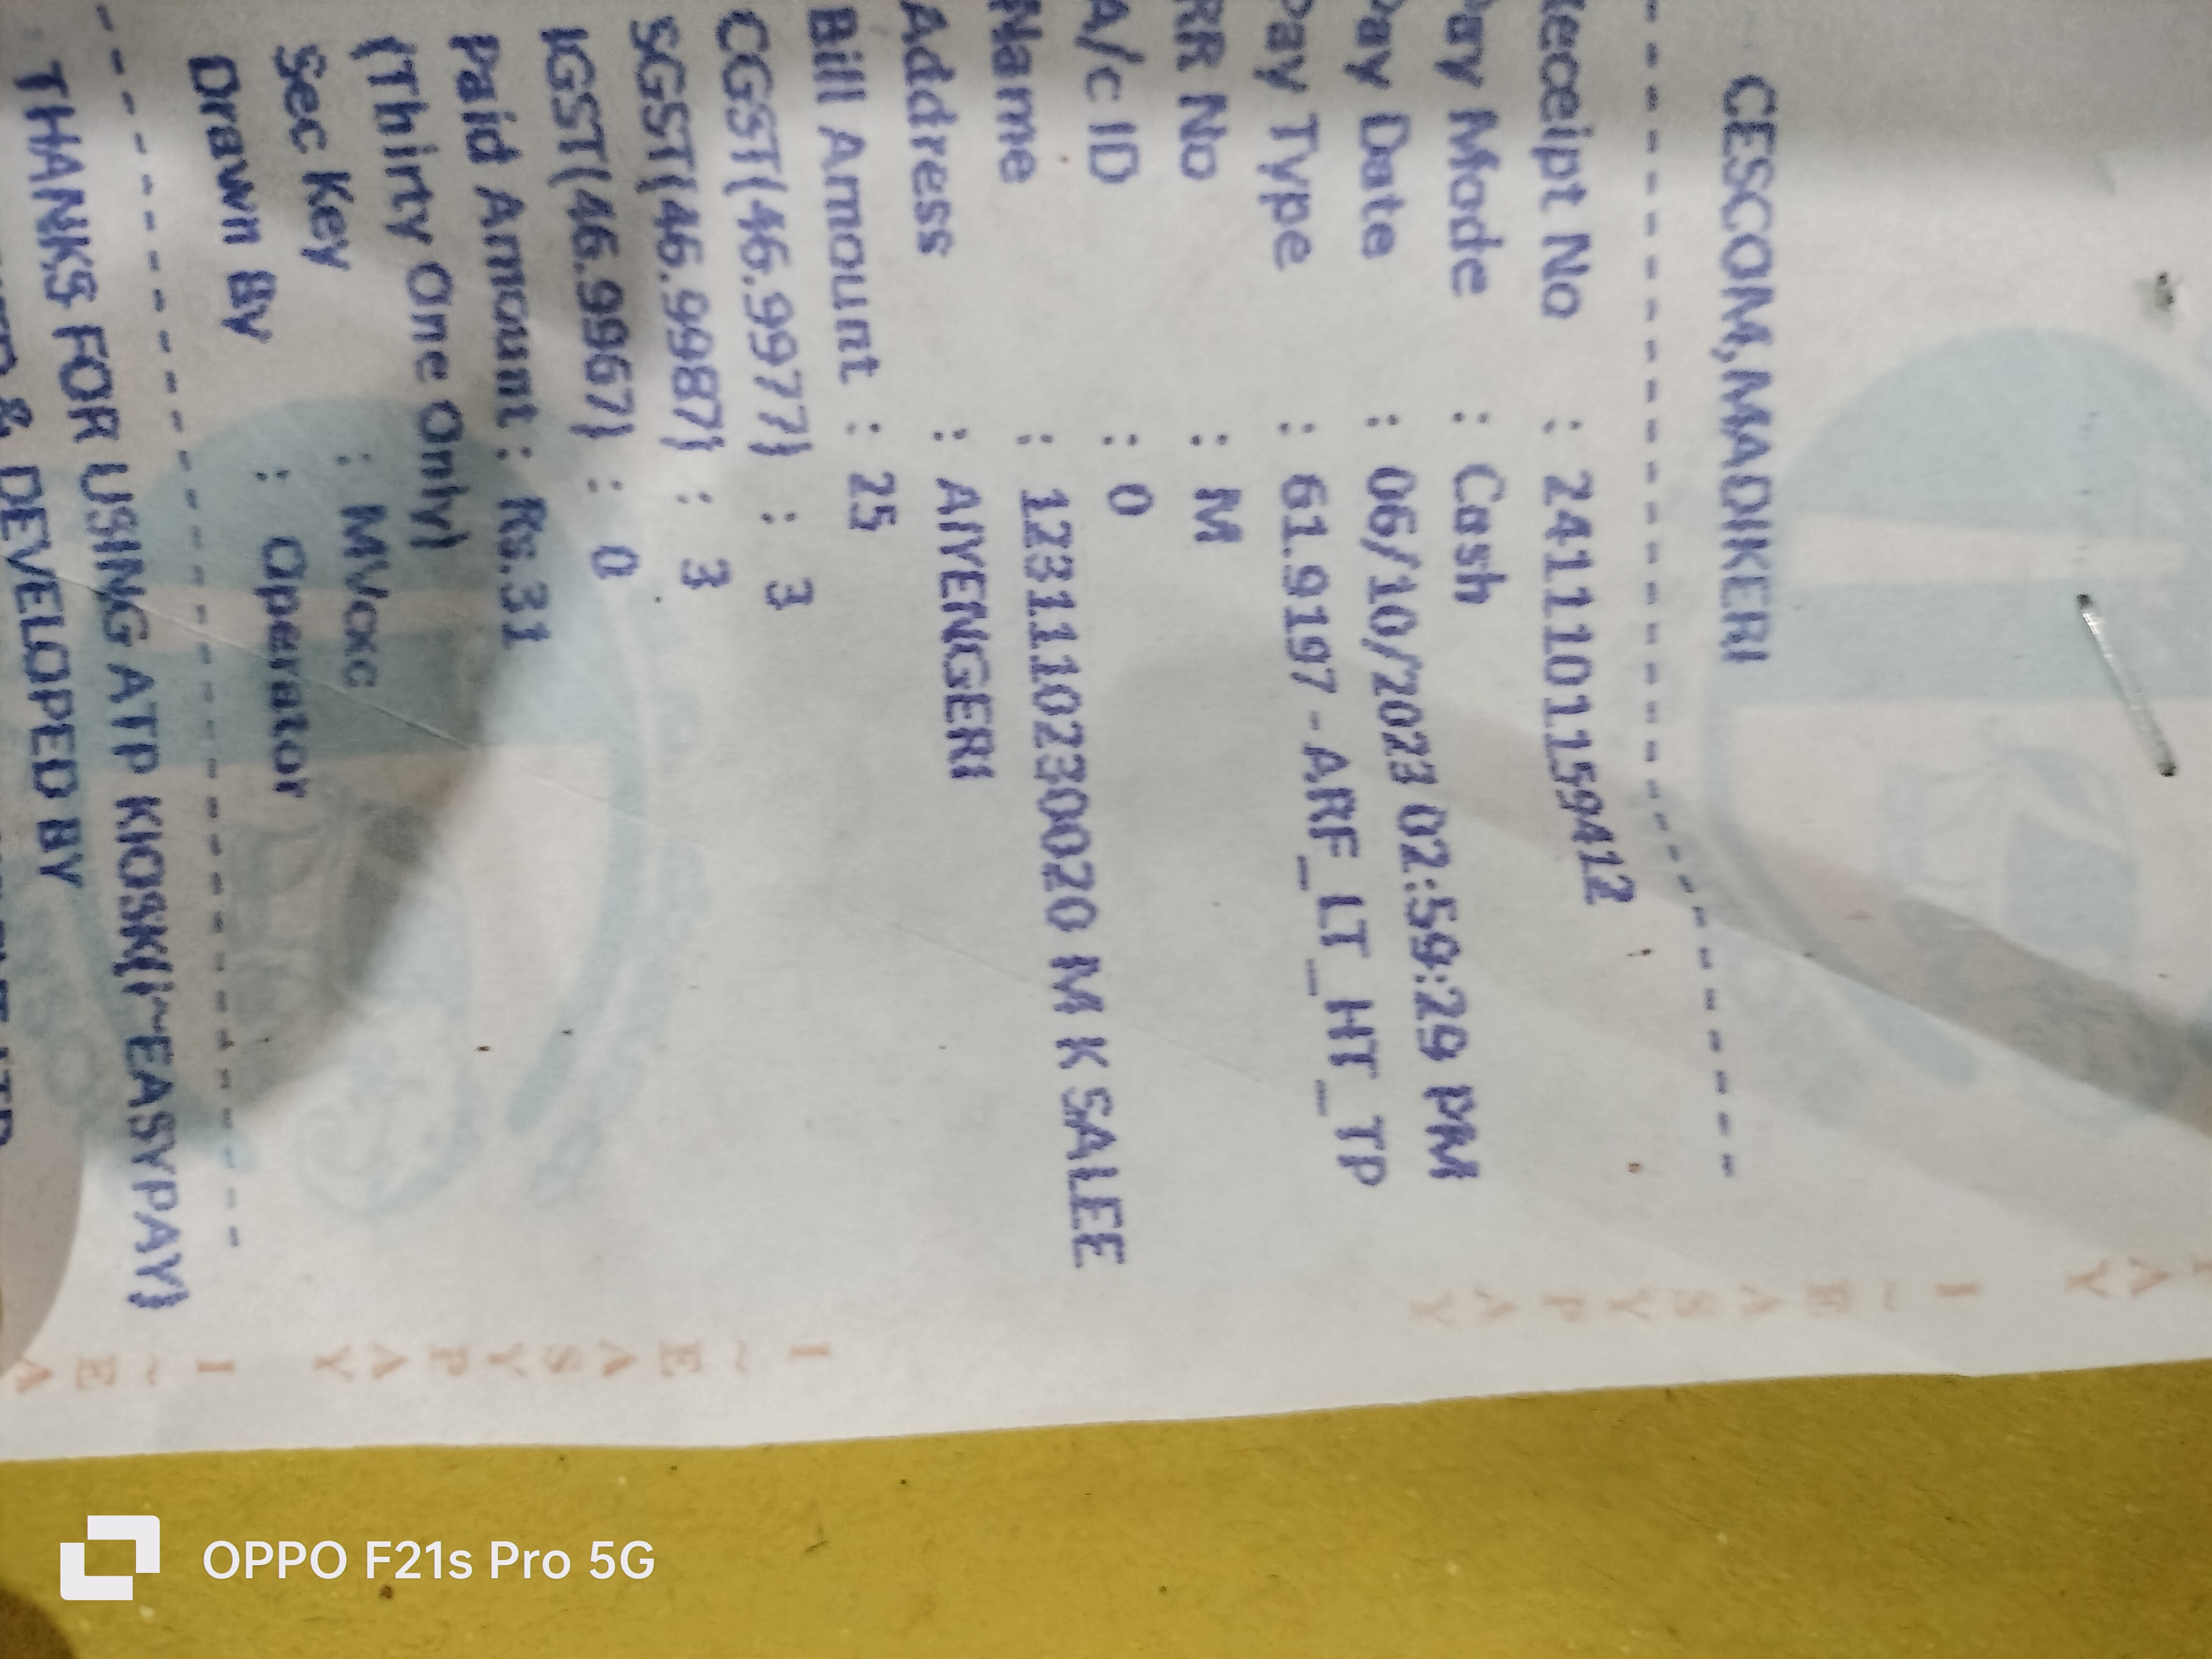 CESCOM,MADIKERI
Receipt No : 24111101159412
Pay Mode : Cash
Pay Date : 06/10/2023 02:59:29 PM
Pay Type : 61.9197 - ARF_LT_HT_TP
RR No : M
A/c ID : 0
Name : 1231110230020 M K SALEE
Address : AIYENGERI
Bill Amount : 25
CGST(46.9977) : 3
SGST(46.9987) : 3
IGST(46.9967) : 0
Paid Amount : Rs.31
(Thirty One Only)
Sec Key : MVcxc
Drawn By : Operator
THANKS FOR USING ATP KIOSK(I~EASYPAY)
& DEVELOPED BY
I ~ E A S Y P A Y
I ~ E A S Y P A Y
OPPO F21s Pro 5G